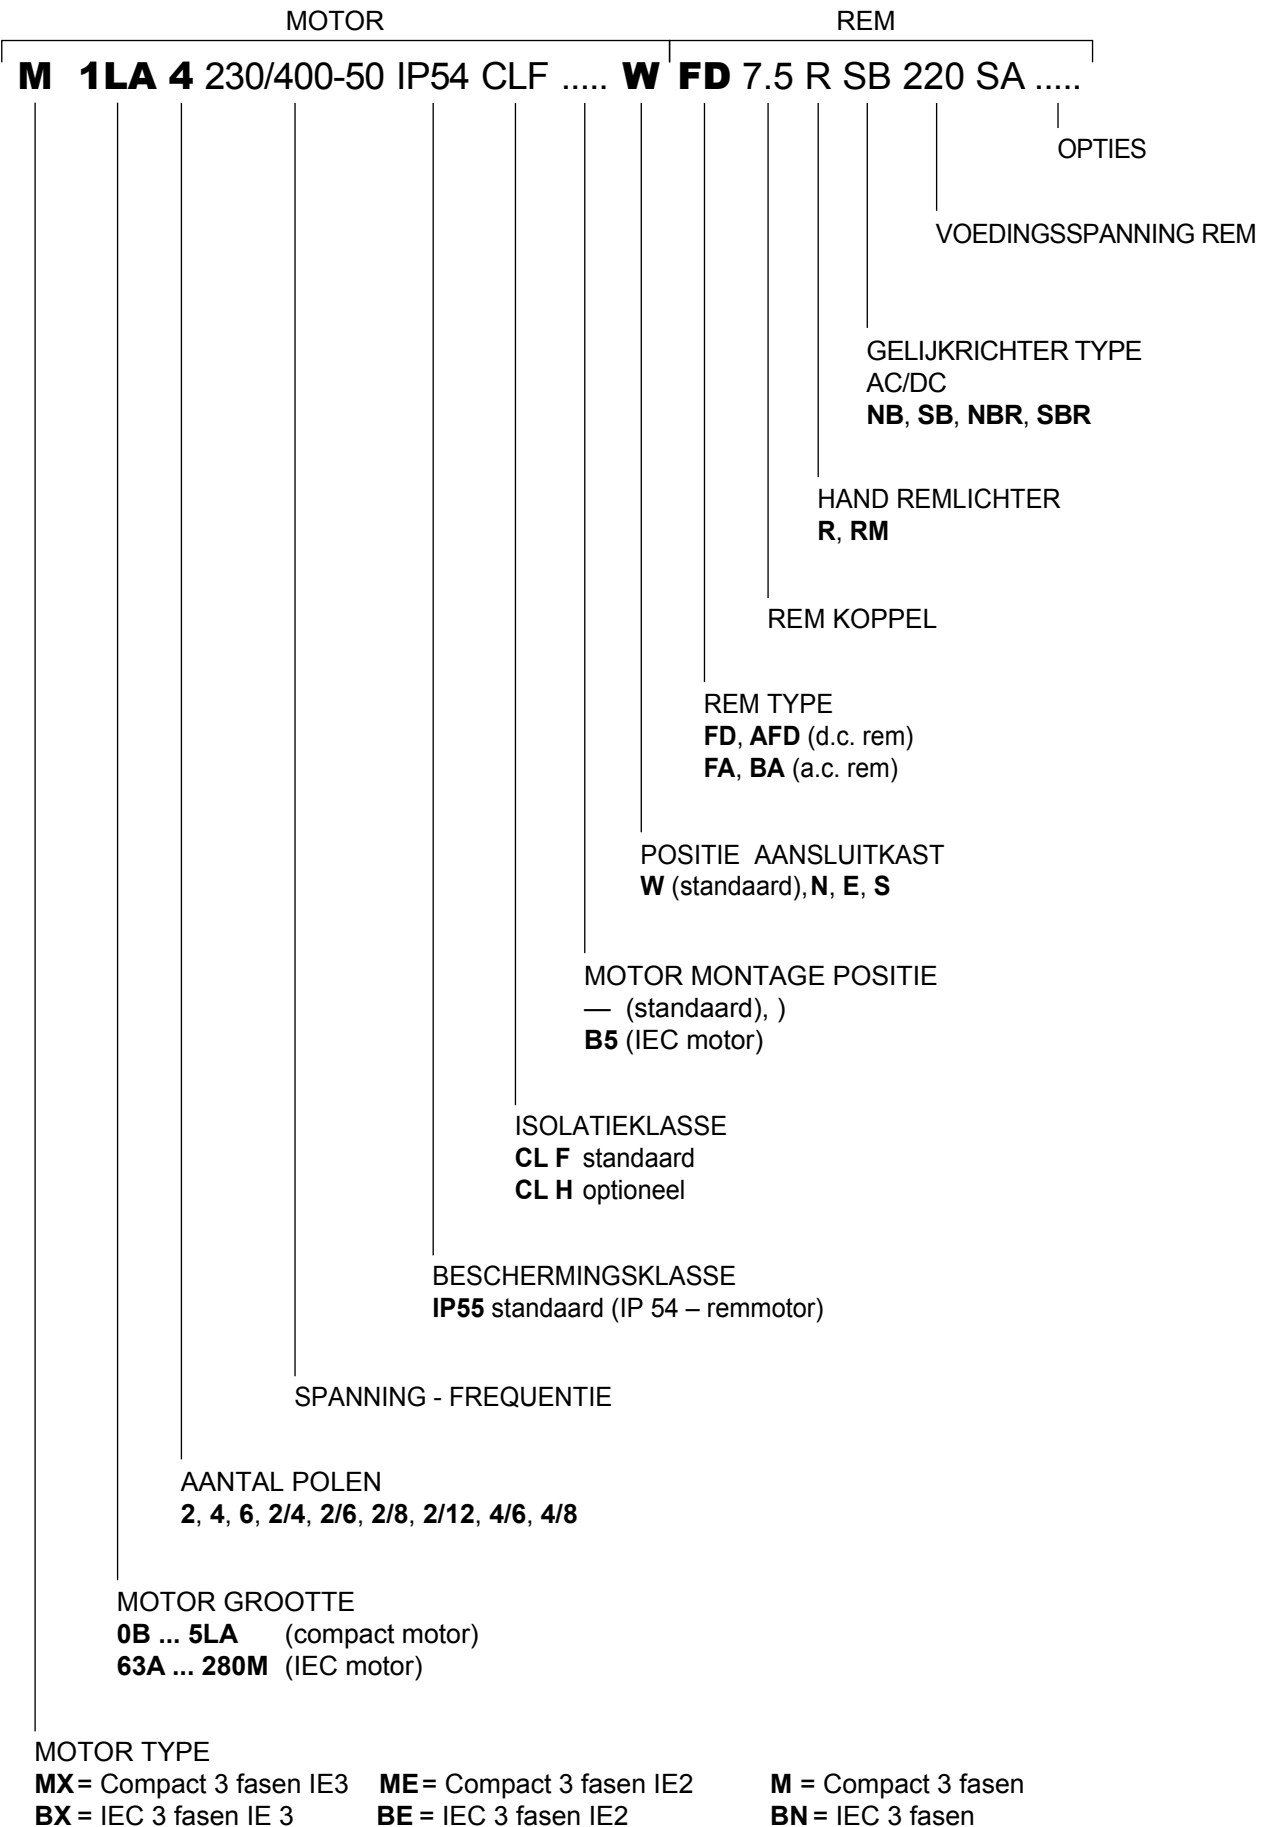 MOTOR REM
M 1LA 4 230/400-50 IP54 CLF ..... W FD 7.5 R SB 220 SA .....
OPTIES
VOEDINGSSPANNING REM
GELIJKRICHTER TYPE
AC/DC
NB, SB, NBR, SBR
HAND REMLICHTER
R, RM
REM KOPPEL
REM TYPE
FD, AFD (d.c. rem)
FA, BA (a.c. rem)
POSITIE AANSLUITKAST
W (standaard), N, E, S
MOTOR MONTAGE POSITIE
— (standaard), )
B5 (IEC motor)
ISOLATIEKLASSE
CL F standaard
CL H optioneel
BESCHERMINGSKLASSE
IP55 standaard (IP 54 – remmotor)
SPANNING - FREQUENTIE
AANTAL POLEN
2, 4, 6, 2/4, 2/6, 2/8, 2/12, 4/6, 4/8
MOTOR GROOTTE
0B ... 5LA (compact motor)
63A ... 280M (IEC motor)
MOTOR TYPE
MX = Compact 3 fasen IE3 ME = Compact 3 fasen IE2 M = Compact 3 fasen
BX = IEC 3 fasen IE 3 BE = IEC 3 fasen IE2 BN = IEC 3 fasen